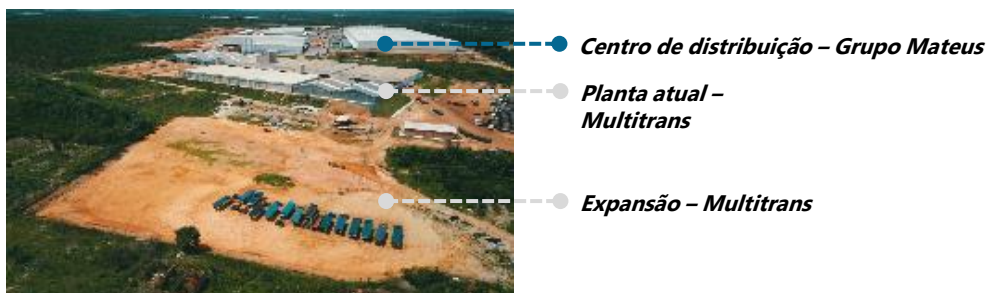 Centro de distribuição – Grupo Mateus
Planta atual –
Multitrans
Expansão – Multitrans